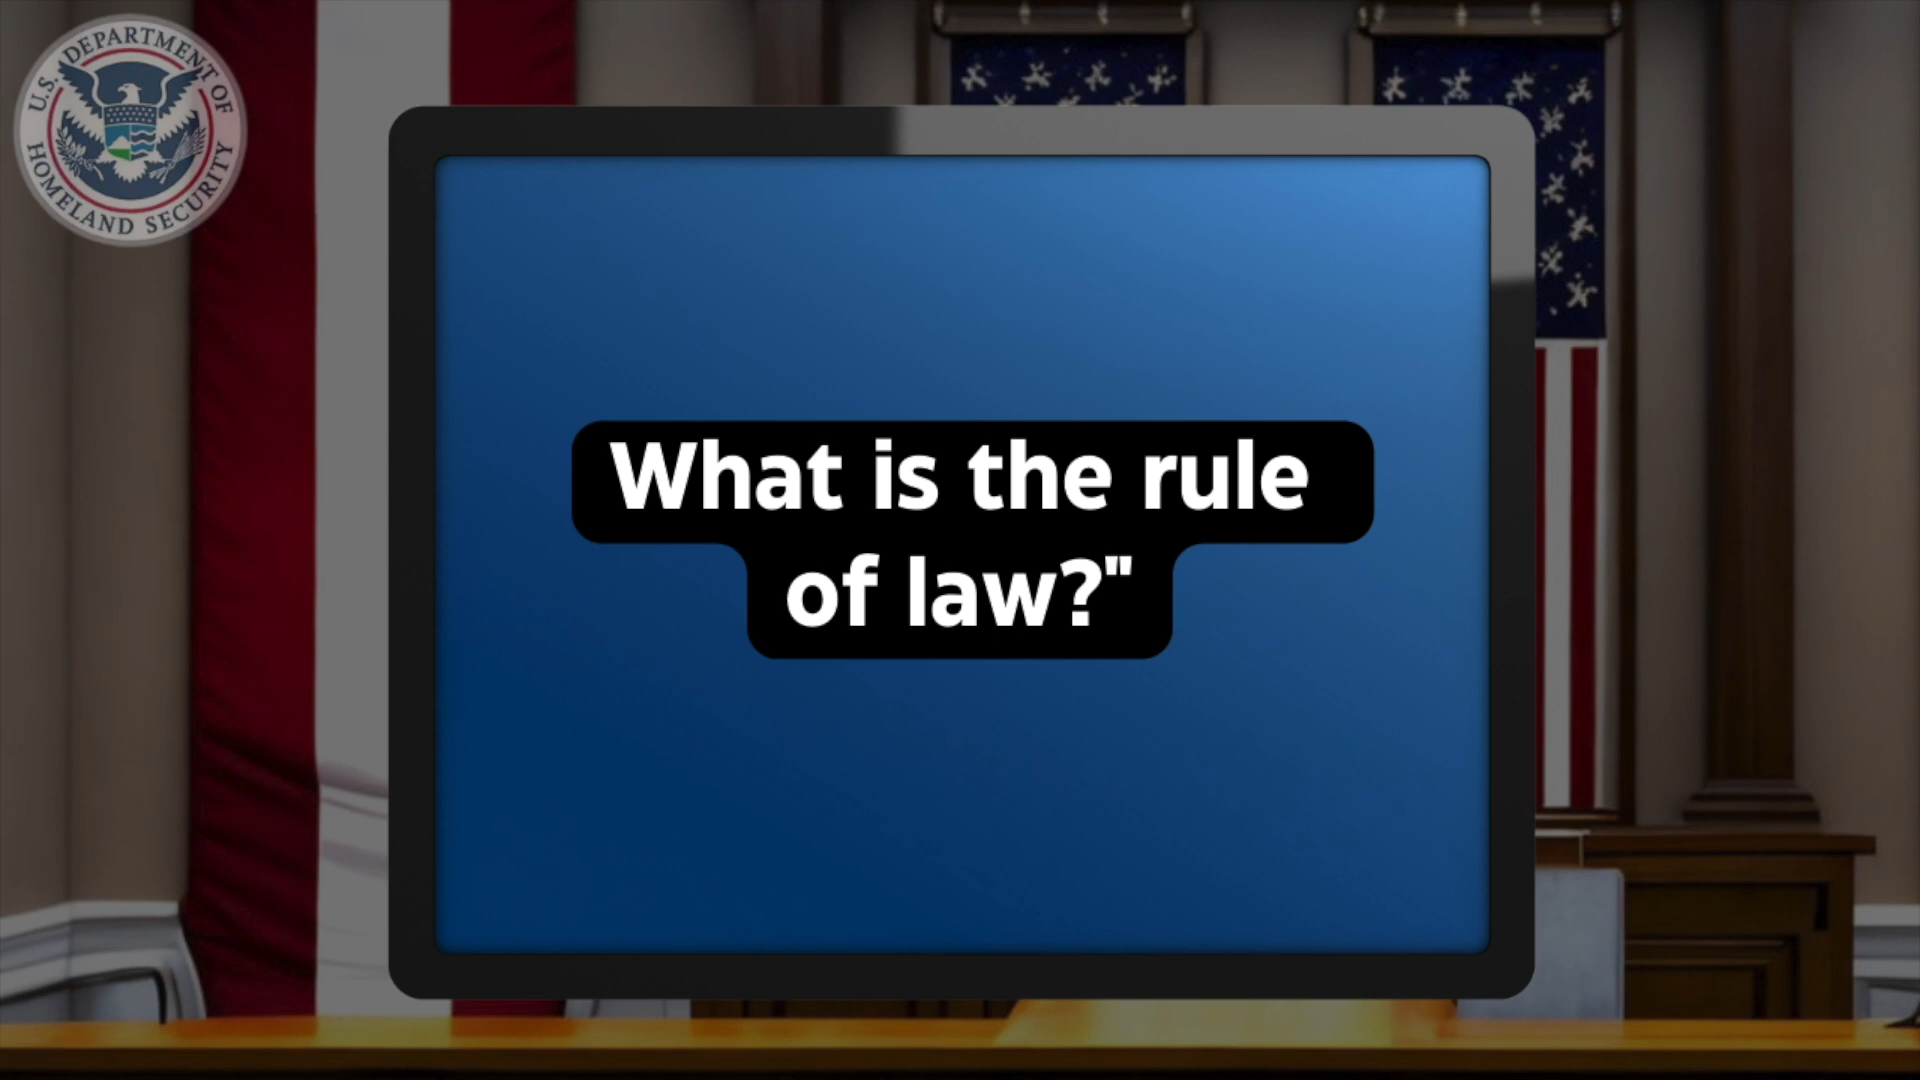 U.S. DEPARTMENT OF
HOMELAND SECURITY
What is the rule
of law?"